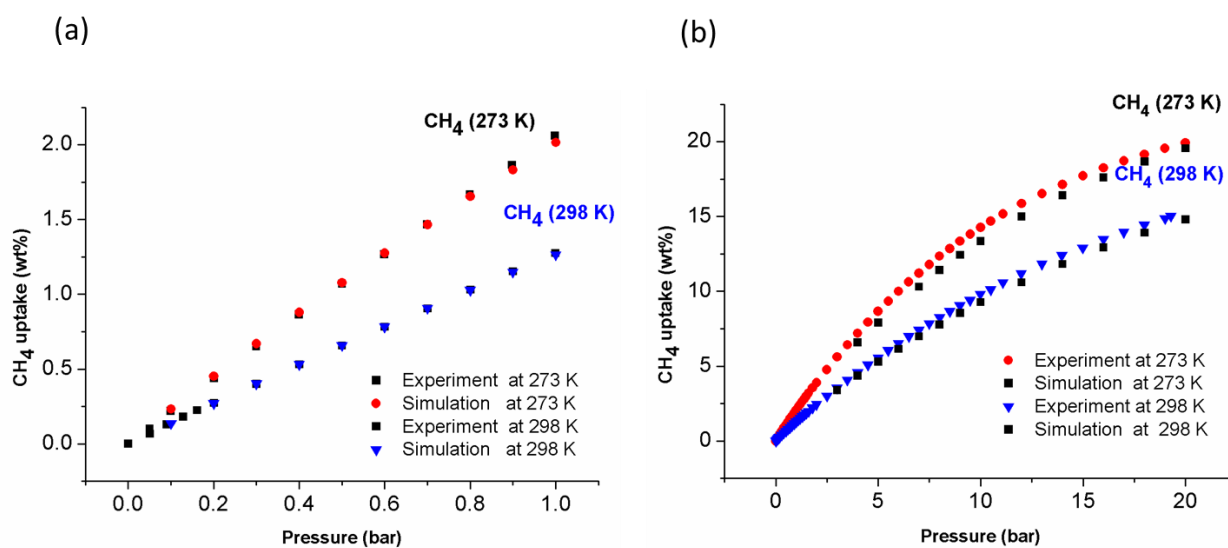 (a)
CH4 (273 K)
CH4 (298 K)
2.0
1.5
1.0
0.5
0.0
CH4 uptake (wt%)
Experiment at 273 K
Simulation at 273 K
Experiment at 298 K
Simulation at 298 K
0.0 0.2 0.4 0.6 0.8 1.0
Pressure (bar)
(b)
CH4 (273 K)
CH4 (298 K)
20
15
10
5
0
CH4 uptake (wt%)
Experiment at 273 K
Simulation at 273 K
Experiment at 298 K
Simulation at 298 K
0 5 10 15 20
Pressure (bar)